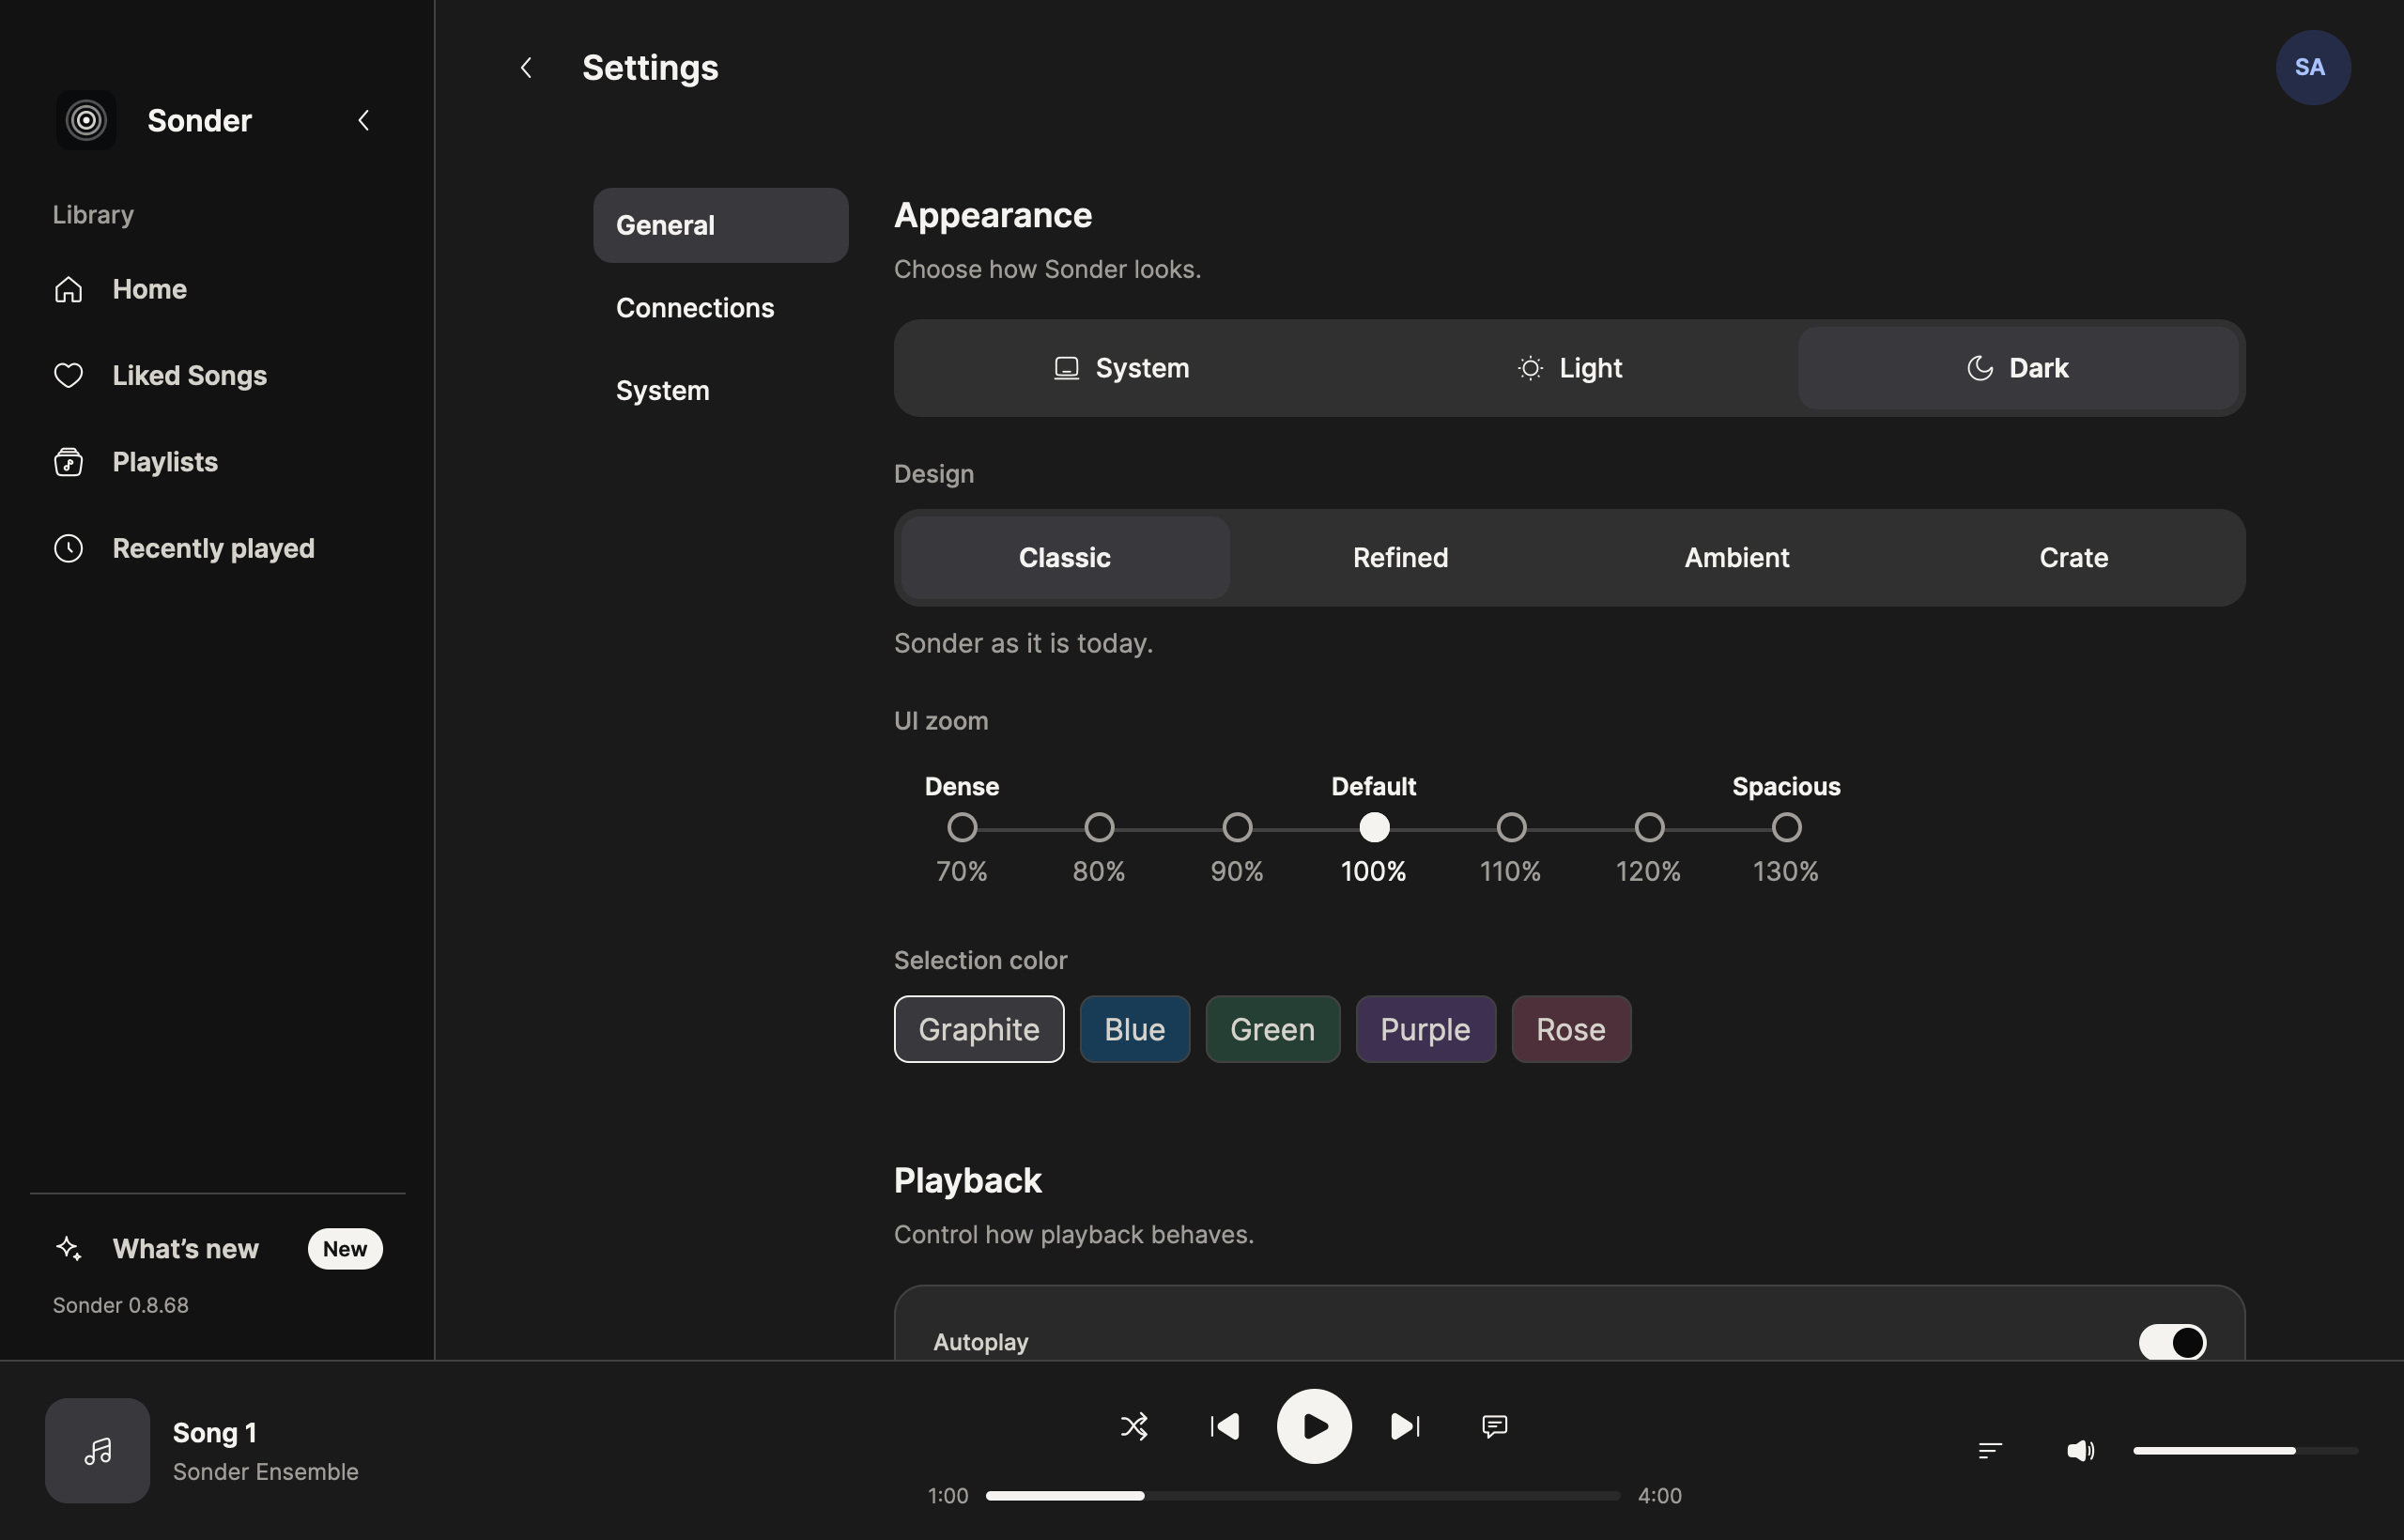 Sonder
Library
Home
Liked Songs
Playlists
Recently played
What’s new
New
Sonder 0.8.68
Settings
SA
General
Connections
System
Appearance
Choose how Sonder looks.
System Light Dark
Design
Classic Refined Ambient Crate
Sonder as it is today.
UI zoom
Dense Default Spacious
70% 80% 90% 100% 110% 120% 130%
Selection color
Graphite Blue Green Purple Rose
Playback
Control how playback behaves.
Autoplay
Song 1
Sonder Ensemble
1:00 4:00